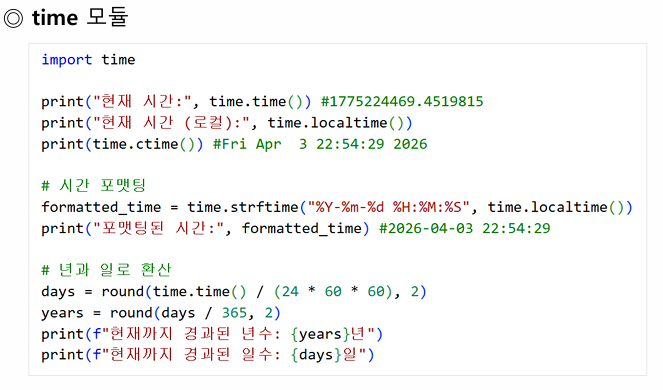 ◎ time 모듈
import time
print("현재 시간:", time.time()) #1775224469.4519815
print("현재 시간 (로컬):", time.localtime())
print(time.ctime()) #Fri Apr  3 22:54:29 2026
# 시간 포맷팅
formatted_time = time.strftime("%Y-%m-%d %H:%M:%S", time.localtime())
print("포맷팅된 시간:", formatted_time) #2026-04-03 22:54:29
# 년과 일로 환산
days = round(time.time() / (24 * 60 * 60), 2)
years = round(days / 365, 2)
print(f"현재까지 경과된 년수: {years}년")
print(f"현재까지 경과된 일수: {days}일")